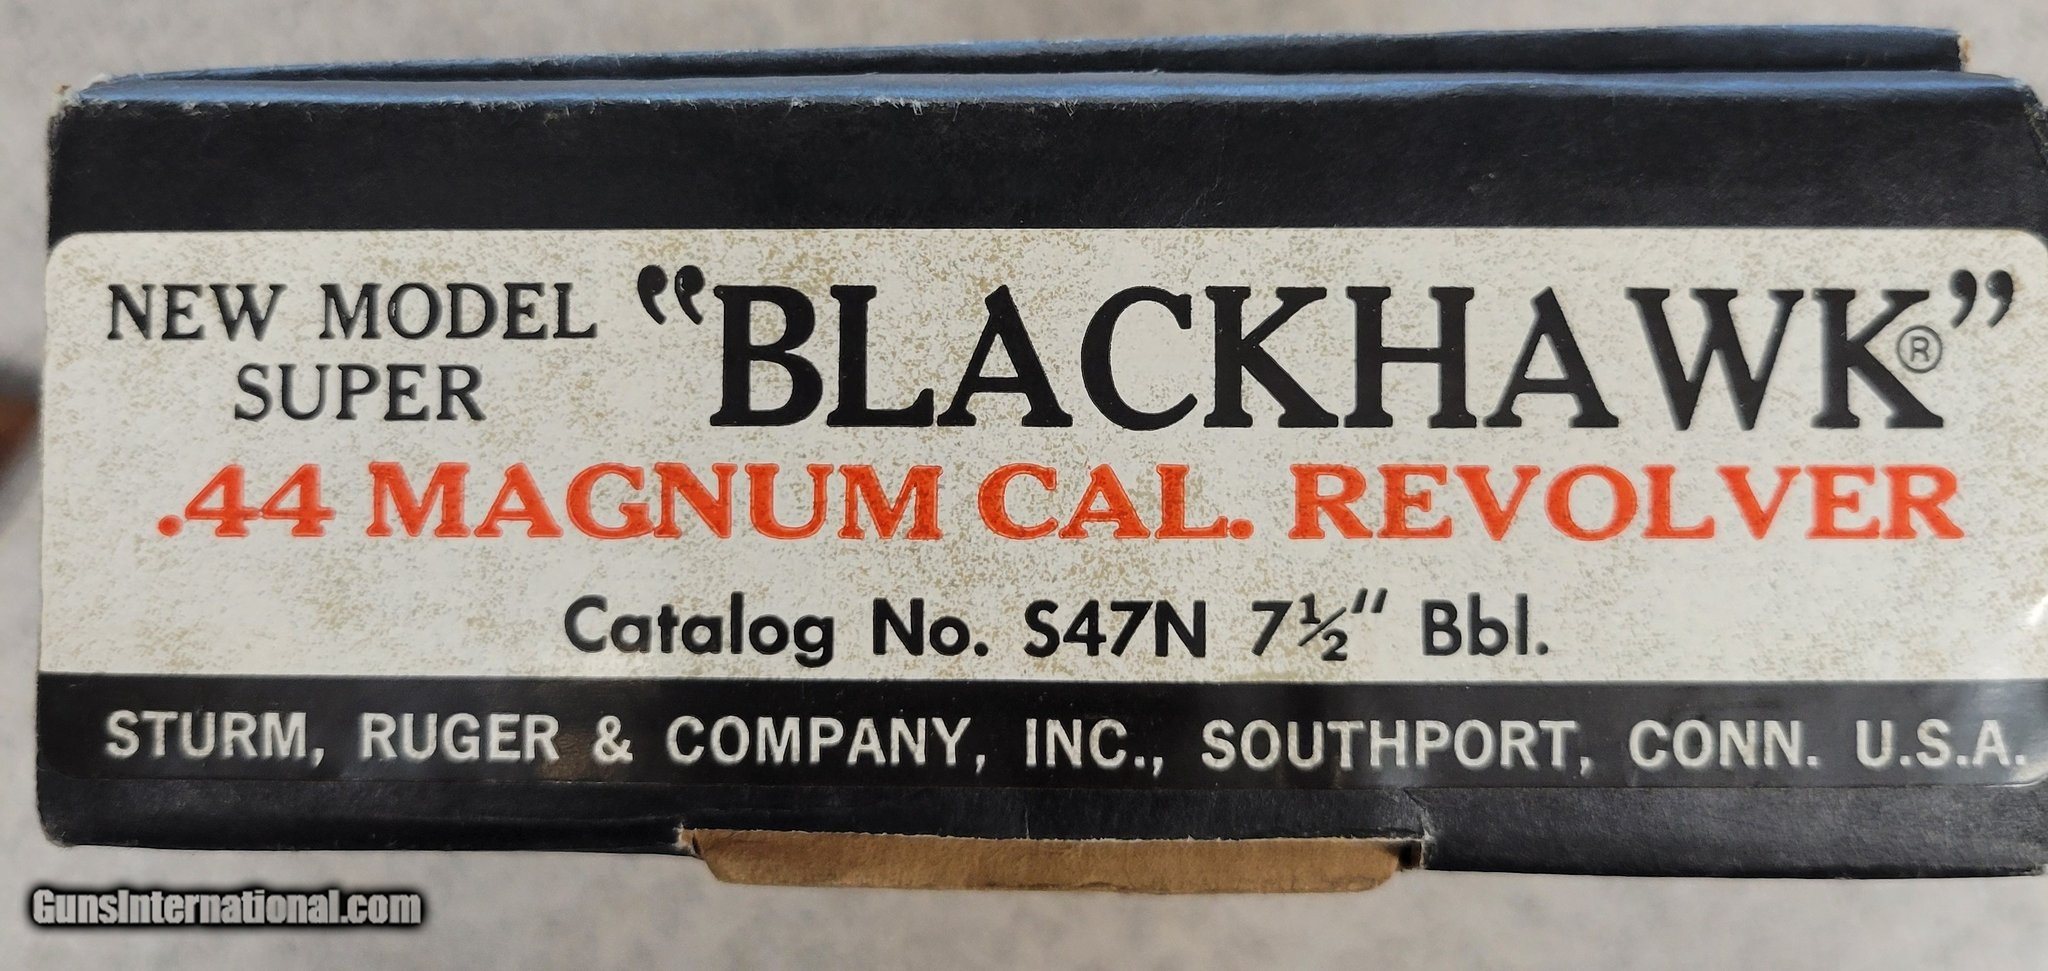 NEW MODEL
SUPER
“BLACKHAWK®”
.44 MAGNUM CAL. REVOLVER
Catalog No. S47N 7½" Bbl.
STURM, RUGER & COMPANY, INC., SOUTHPORT, CONN. U.S.A.
GunsInternational.com